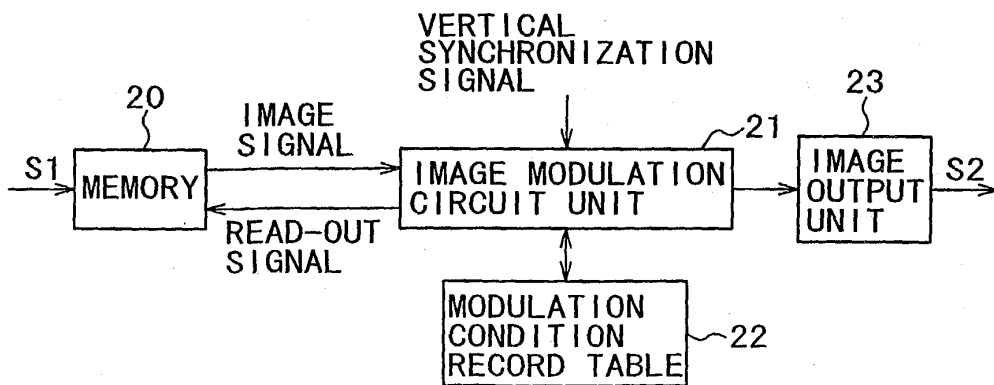 VERTICAL
SYNCHRONIZATION
SIGNAL
20
IMAGE
SIGNAL
21
23
S1
MEMORY
IMAGE MODULATION
CIRCUIT UNIT
IMAGE
OUTPUT
UNIT
S2
READ-OUT
SIGNAL
MODULATION
CONDITION
RECORD TABLE
22